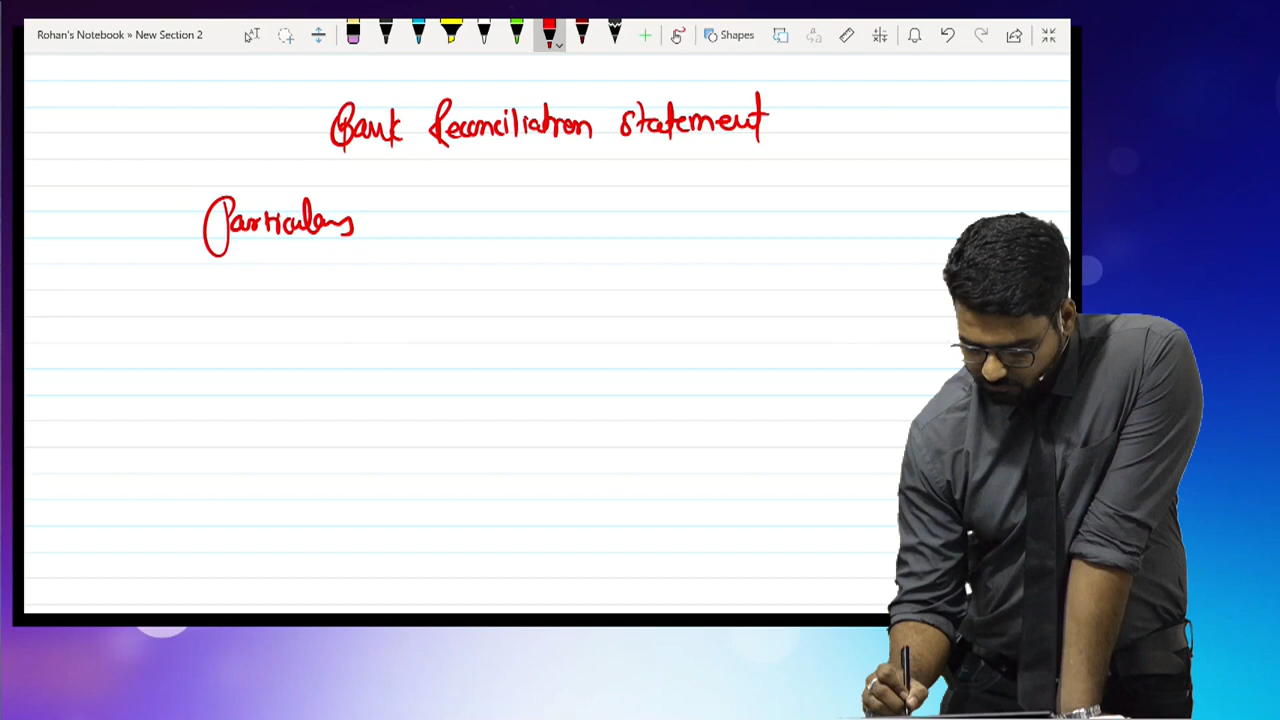 Rohan's Notebook » New Section 2
Shapes
Bank Reconciliation Statement
Particulars